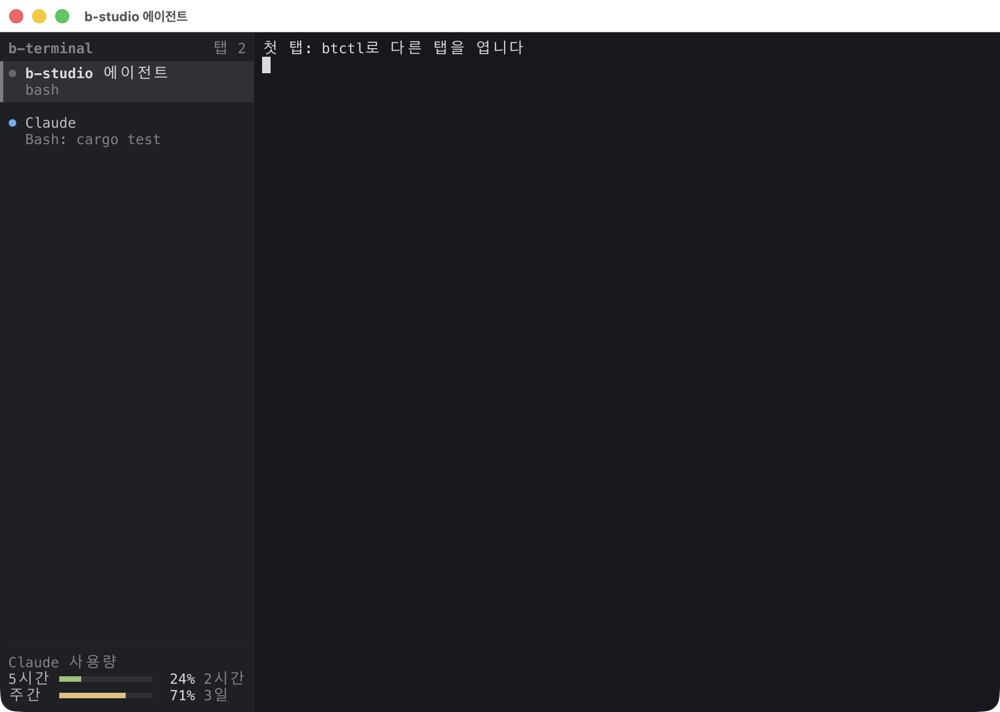 b-studio 에이전트
b-terminal 탭 2
b-studio 에이전트
bash
Claude
Bash: cargo test
Claude 사용량
5시간 24% 2시간
주간 71% 3일
첫 탭: btctl로 다른 탭을 엽니다